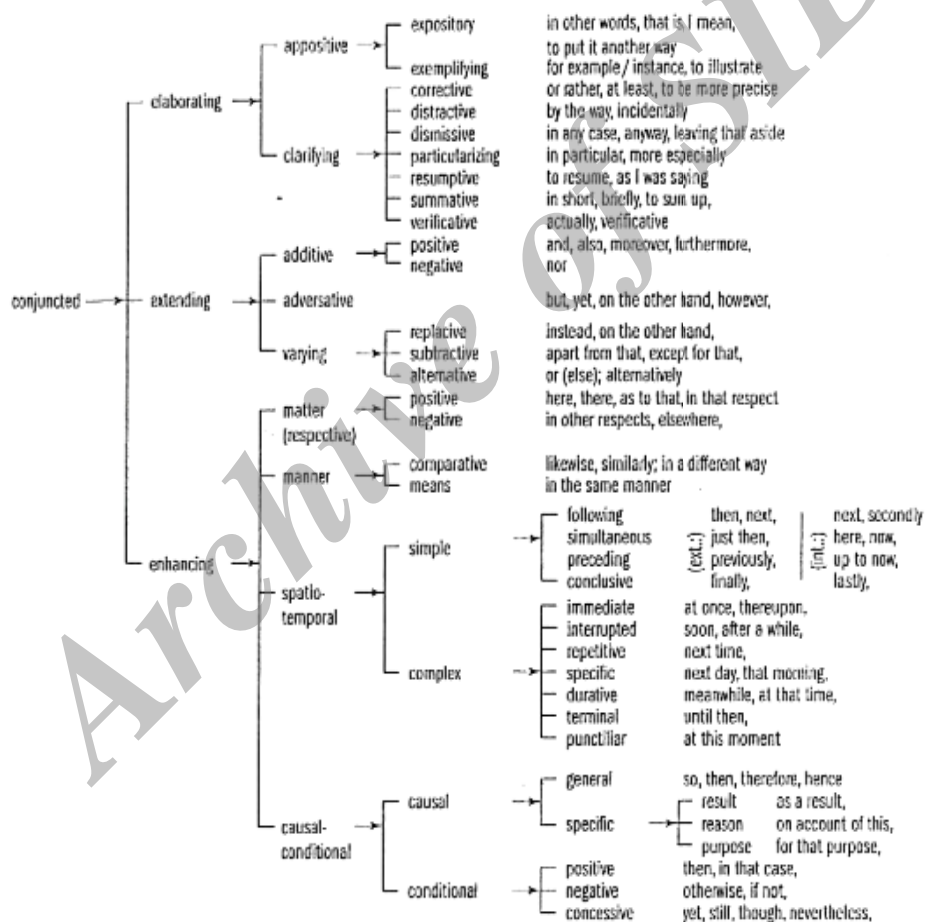 expository in other words, that is I mean,
appositive to put it another way
exemplifying for example / instance, to illustrate
corrective or rather, at least, to be more precise
elaborating distractive by the way, incidentally
dismissive in any case, anyway, leaving that aside
clarifying particularizing in particular, more especially
resumptive to resume, as I was saying
summative in short, briefly, to sum up,
verificative actually, verificative
additive positive and, also, moreover, furthermore,
negative nor
conjuncted extending adversative but, yet, on the other hand, however,
replacive instead, on the other hand,
varying subtractive apart from that, except for that,
alternative or (else); alternatively
matter positive here, there, as to that, in that respect
(respective) negative in other respects, elsewhere,
manner comparative likewise, similarly; in a different way
means in the same manner
following then, next, next, secondly
simple simultaneous (ext.:) just then, (int.:) here, now,
enhancing preceding previously, up to now,
conclusive finally, lastly,
spatio-
temporal
immediate at once, thereupon,
interrupted soon, after a while,
repetitive next time,
complex specific next day, that morning,
durative meanwhile, at that time,
terminal until then,
punctiliar at this moment
general so, then, therefore, hence
causal result as a result,
causal- specific reason on account of this,
conditional purpose for that purpose,
positive then, in that case,
conditional negative otherwise, if not,
concessive yet, still, though, nevertheless,
Archive of SI